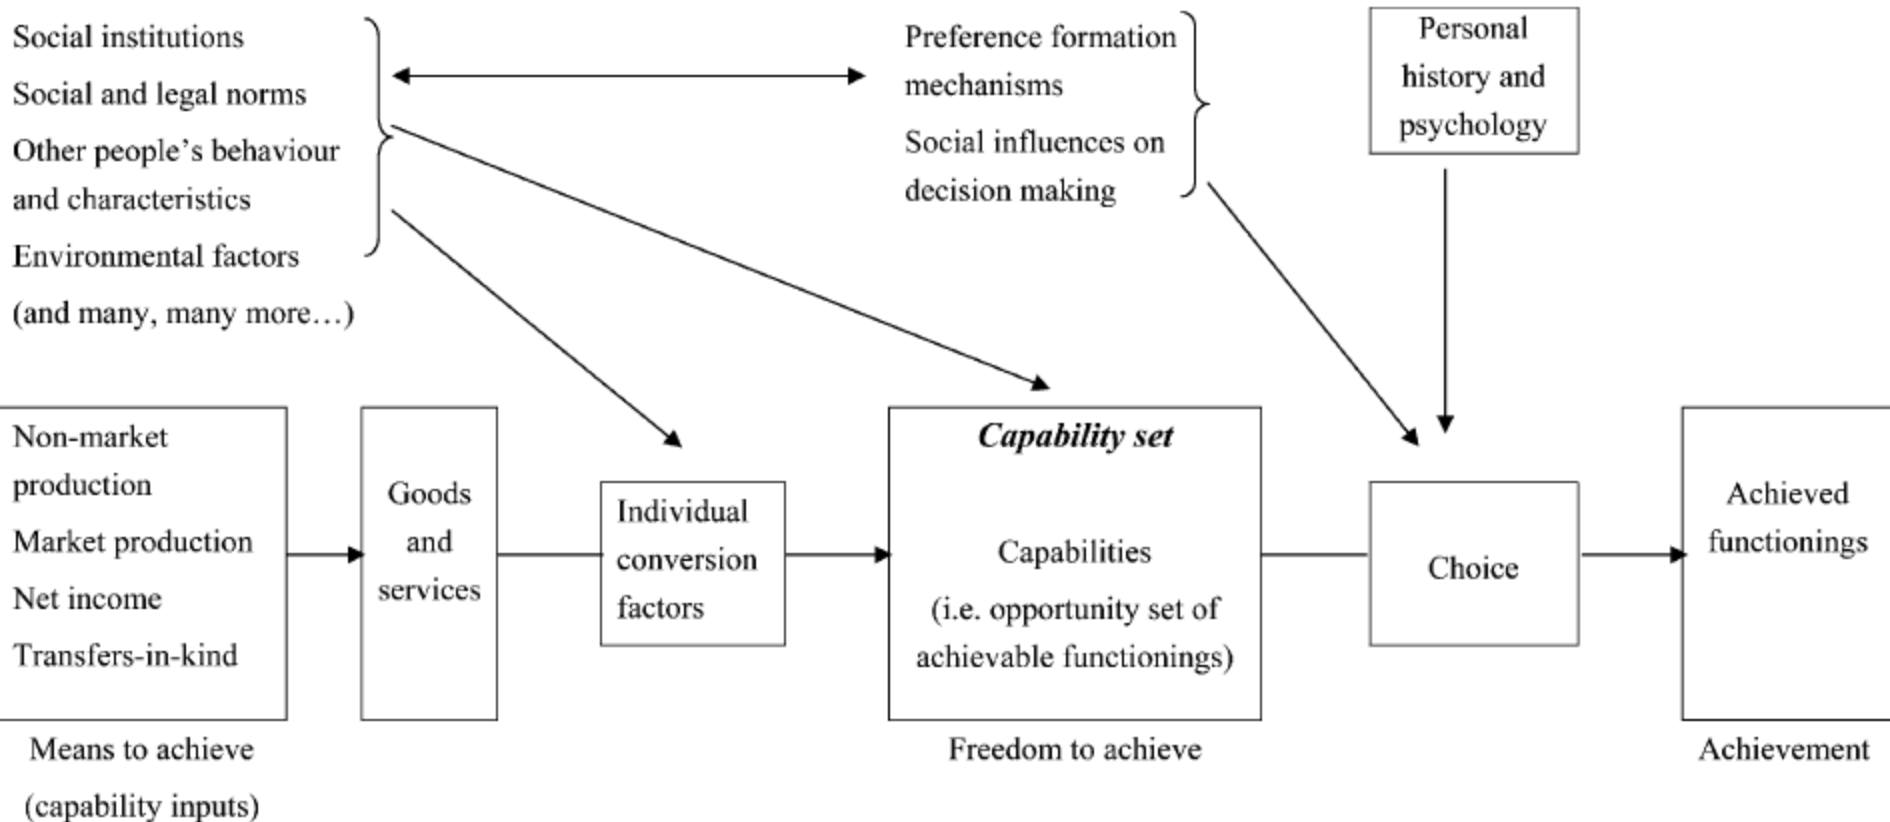 Social institutions
Social and legal norms
Other people's behaviour
and characteristics
Environmental factors
(and many, many more…)
Preference formation
mechanisms
Social influences on
decision making
Personal
history and
psychology
Non-market
production
Market production
Net income
Transfers-in-kind
Means to achieve
(capability inputs)
Goods
and
services
Individual
conversion
factors
Capability set
Capabilities
(i.e. opportunity set of
achievable functionings)
Freedom to achieve
Choice
Achieved
functionings
Achievement